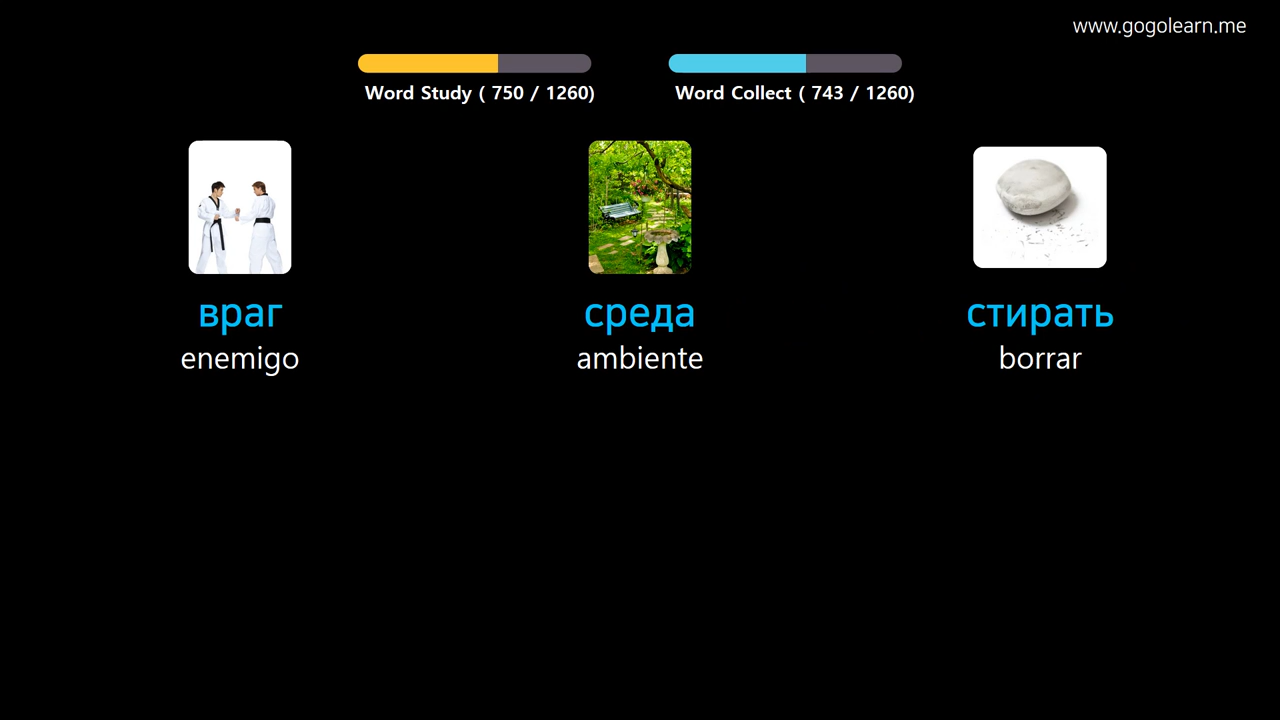 www.gogolearn.me
Word Study ( 750 / 1260)
Word Collect ( 743 / 1260)
враг
enemigo
среда
ambiente
стирать
borrar